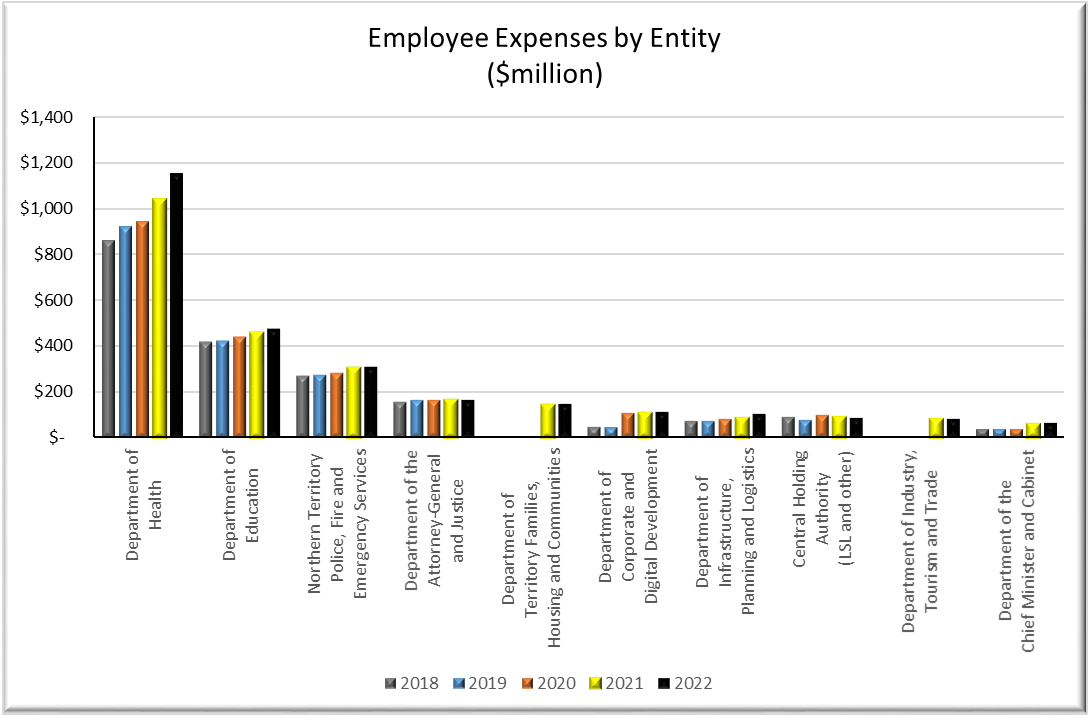 Employee Expenses by Entity
($million)
$1,400
$1,200
$1,000
$800
$600
$400
$200
$-
Department of
Health
Department of
Education
Northern Territory
Police, Fire and
Emergency Services
Department of the
Attorney-General
and Justice
Department of
Territory Families,
Housing and Communities
Department of
Corporate and
Digital Development
Department of
Infrastructure,
Planning and Logistics
Central Holding
Authority
(LSL and other)
Department of Industry,
Tourism and Trade
Department of the
Chief Minister and Cabinet
2018 2019 2020 2021 2022